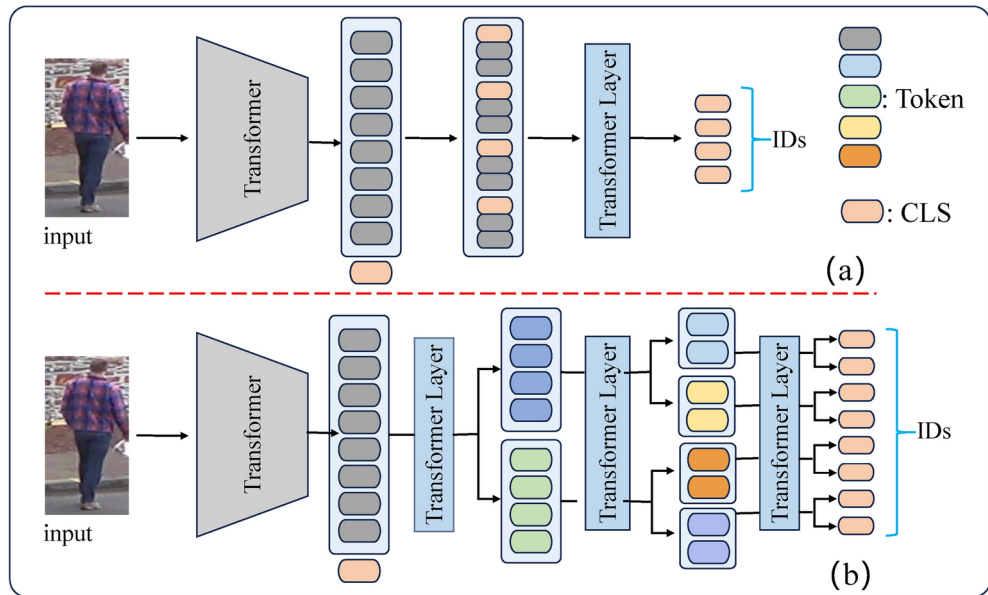 input
Transformer
Transformer Layer
IDs
: Token
: CLS
(a)
input
Transformer
Transformer Layer
Transformer Layer
Transformer Layer
IDs
(b)